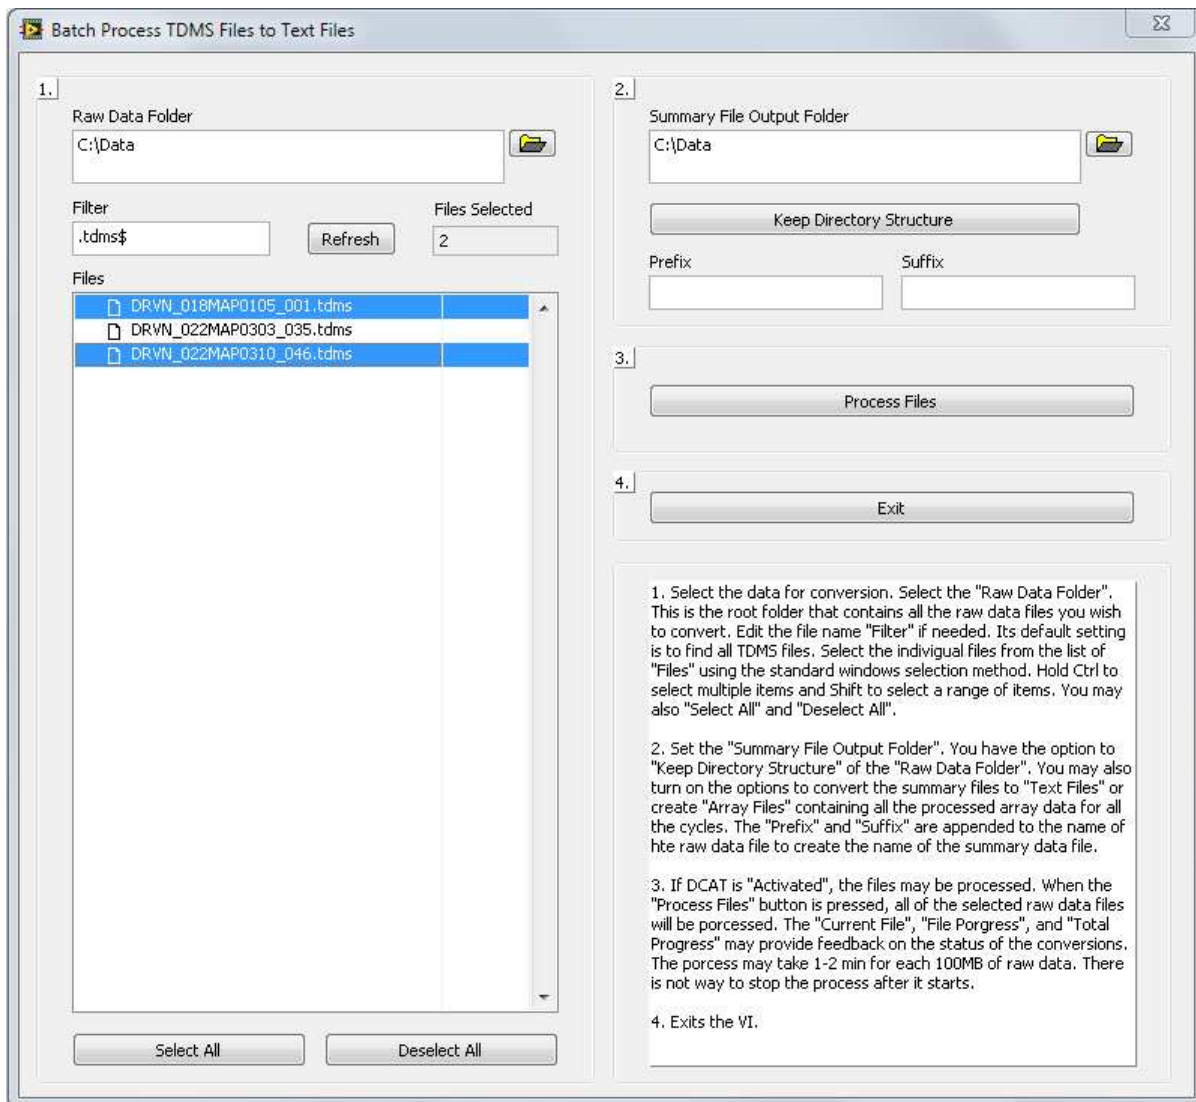 Batch Process TDMS Files to Text Files
1.
Raw Data Folder
C:\Data
Filter
Files Selected
.tdms$
Refresh
2
Files
DRVN_018MAP0105_001.tdms
DRVN_022MAP0303_035.tdms
DRVN_022MAP0310_046.tdms
Select All
Deselect All
2.
Summary File Output Folder
C:\Data
Keep Directory Structure
Prefix
Suffix
3.
Process Files
4.
Exit
1. Select the data for conversion. Select the "Raw Data Folder".
This is the root folder that contains all the raw data files you wish
to convert. Edit the file name "Filter" if needed. Its default setting
is to find all TDMS files. Select the indivigual files from the list of
"Files" using the standard windows selection method. Hold Ctrl to
select multiple items and Shift to select a range of items. You may
also "Select All" and "Deselect All".
2. Set the "Summary File Output Folder". You have the option to
"Keep Directory Structure" of the "Raw Data Folder". You may also
turn on the options to convert the summary files to "Text Files" or
create "Array Files" containing all the processed array data for all
the cycles. The "Prefix" and "Suffix" are appended to the name of
hte raw data file to create the name of the summary data file.
3. If DCAT is "Activated", the files may be processed. When the
"Process Files" button is pressed, all of the selected raw data files
will be porcessed. The "Current File", "File Porgress", and "Total
Progress" may provide feedback on the status of the conversions.
The porcess may take 1-2 min for each 100MB of raw data. There
is not way to stop the process after it starts.
4. Exits the VI.